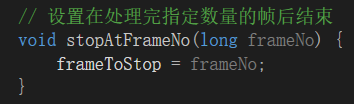 // 设置在处理完指定数量的帧后结束
void stopAtFrameNo(long frameNo) {
    frameToStop = frameNo;
}